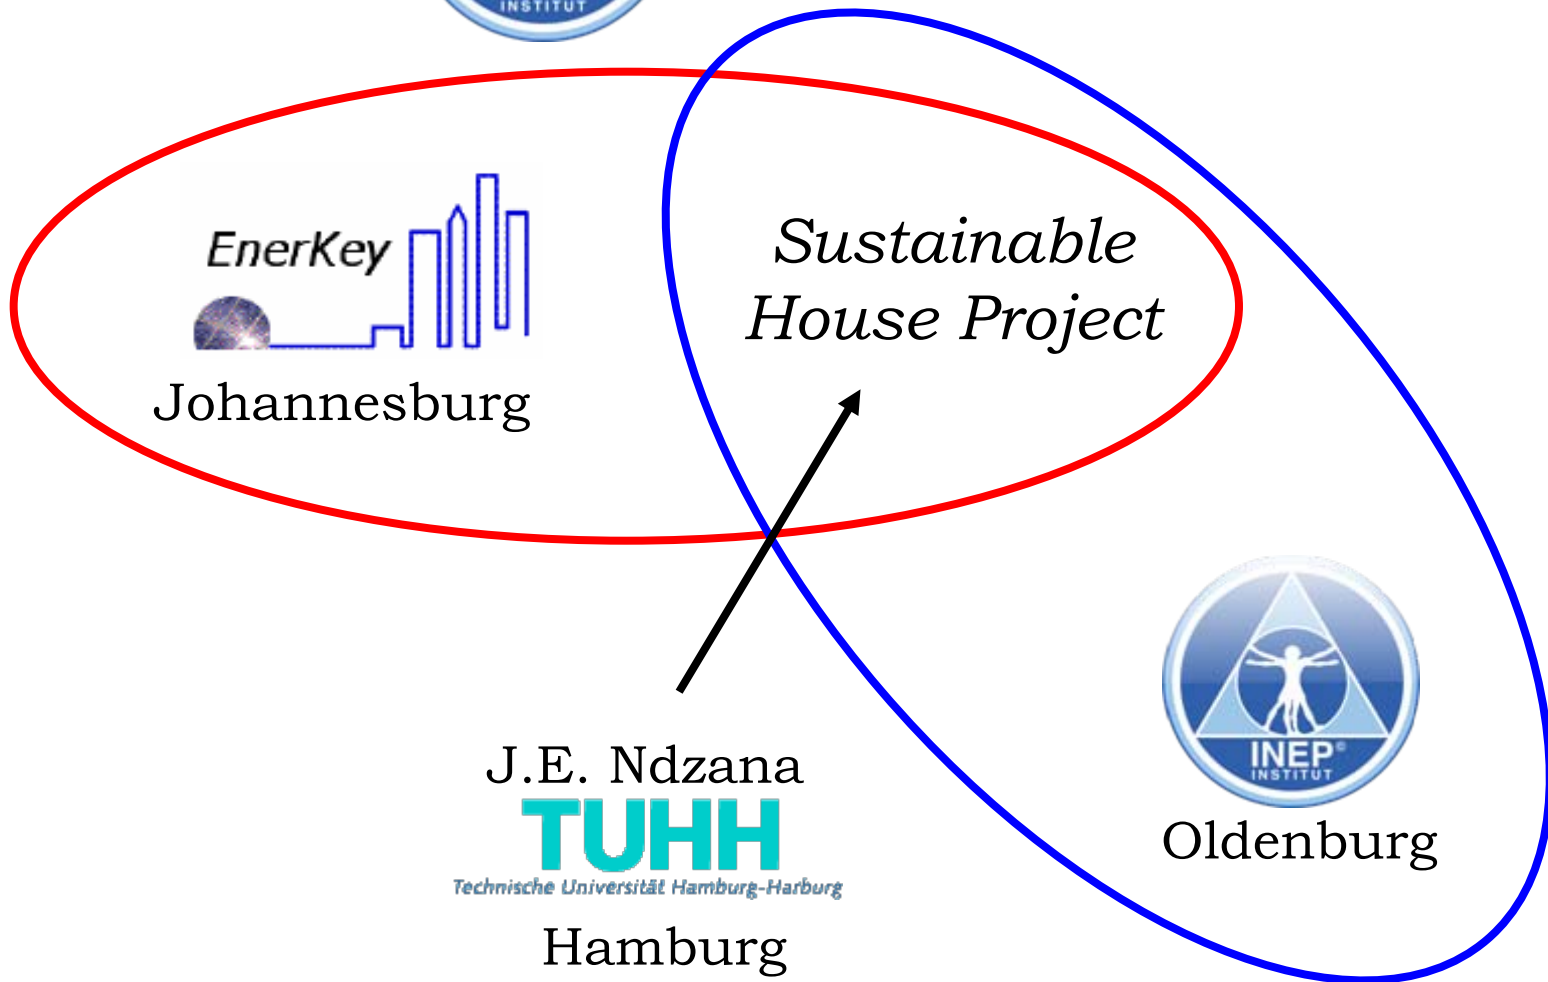 INSTITUT
EnerKey
Johannesburg
Sustainable
House Project
J.E. Ndzana
TUHH
Technische Universität Hamburg-Harburg
Hamburg
INEP©
INSTITUT
Oldenburg